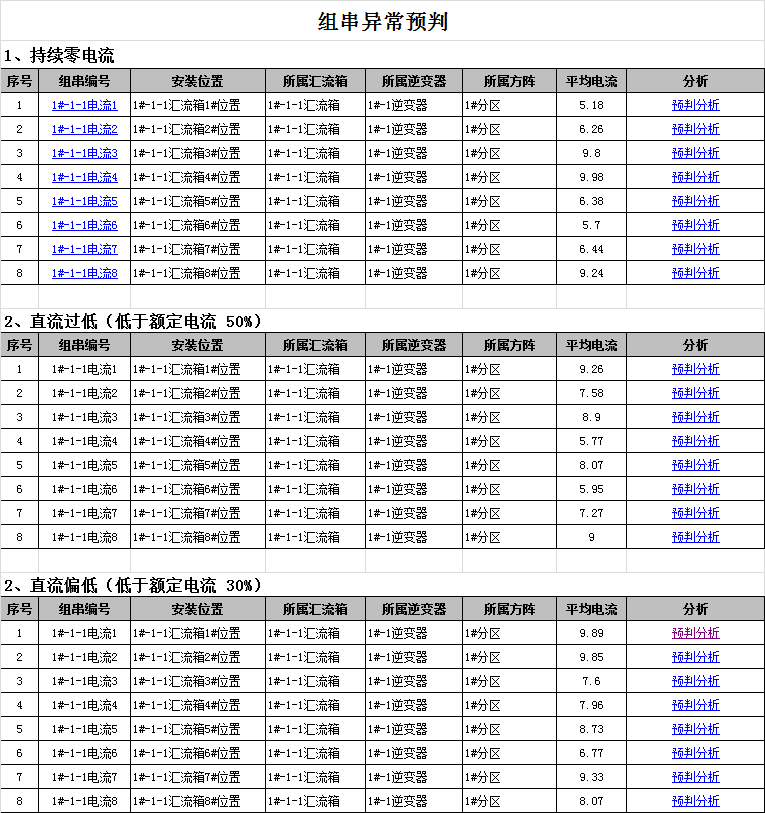 组串异常预判
1、持续零电流
序号 组串编号 安装位置 所属汇流箱 所属逆变器 所属方阵 平均电流 分析
1 1#-1-1电流1 1#-1-1汇流箱1#位置 1#-1-1汇流箱 1#-1逆变器 1#分区 5.18 预判分析
2 1#-1-1电流2 1#-1-1汇流箱2#位置 1#-1-1汇流箱 1#-1逆变器 1#分区 6.26 预判分析
3 1#-1-1电流3 1#-1-1汇流箱3#位置 1#-1-1汇流箱 1#-1逆变器 1#分区 9.8 预判分析
4 1#-1-1电流4 1#-1-1汇流箱4#位置 1#-1-1汇流箱 1#-1逆变器 1#分区 9.98 预判分析
5 1#-1-1电流5 1#-1-1汇流箱5#位置 1#-1-1汇流箱 1#-1逆变器 1#分区 6.38 预判分析
6 1#-1-1电流6 1#-1-1汇流箱6#位置 1#-1-1汇流箱 1#-1逆变器 1#分区 5.7 预判分析
7 1#-1-1电流7 1#-1-1汇流箱7#位置 1#-1-1汇流箱 1#-1逆变器 1#分区 6.44 预判分析
8 1#-1-1电流8 1#-1-1汇流箱8#位置 1#-1-1汇流箱 1#-1逆变器 1#分区 9.24 预判分析
2、直流过低（低于额定电流 50%）
序号 组串编号 安装位置 所属汇流箱 所属逆变器 所属方阵 平均电流 分析
1 1#-1-1电流1 1#-1-1汇流箱1#位置 1#-1-1汇流箱 1#-1逆变器 1#分区 9.26 预判分析
2 1#-1-1电流2 1#-1-1汇流箱2#位置 1#-1-1汇流箱 1#-1逆变器 1#分区 7.58 预判分析
3 1#-1-1电流3 1#-1-1汇流箱3#位置 1#-1-1汇流箱 1#-1逆变器 1#分区 8.9 预判分析
4 1#-1-1电流4 1#-1-1汇流箱4#位置 1#-1-1汇流箱 1#-1逆变器 1#分区 5.77 预判分析
5 1#-1-1电流5 1#-1-1汇流箱5#位置 1#-1-1汇流箱 1#-1逆变器 1#分区 8.07 预判分析
6 1#-1-1电流6 1#-1-1汇流箱6#位置 1#-1-1汇流箱 1#-1逆变器 1#分区 5.95 预判分析
7 1#-1-1电流7 1#-1-1汇流箱7#位置 1#-1-1汇流箱 1#-1逆变器 1#分区 7.27 预判分析
8 1#-1-1电流8 1#-1-1汇流箱8#位置 1#-1-1汇流箱 1#-1逆变器 1#分区 9 预判分析
2、直流偏低（低于额定电流 30%）
序号 组串编号 安装位置 所属汇流箱 所属逆变器 所属方阵 平均电流 分析
1 1#-1-1电流1 1#-1-1汇流箱1#位置 1#-1-1汇流箱 1#-1逆变器 1#分区 9.89 预判分析
2 1#-1-1电流2 1#-1-1汇流箱2#位置 1#-1-1汇流箱 1#-1逆变器 1#分区 9.85 预判分析
3 1#-1-1电流3 1#-1-1汇流箱3#位置 1#-1-1汇流箱 1#-1逆变器 1#分区 7.6 预判分析
4 1#-1-1电流4 1#-1-1汇流箱4#位置 1#-1-1汇流箱 1#-1逆变器 1#分区 7.96 预判分析
5 1#-1-1电流5 1#-1-1汇流箱5#位置 1#-1-1汇流箱 1#-1逆变器 1#分区 8.73 预判分析
6 1#-1-1电流6 1#-1-1汇流箱6#位置 1#-1-1汇流箱 1#-1逆变器 1#分区 6.77 预判分析
7 1#-1-1电流7 1#-1-1汇流箱7#位置 1#-1-1汇流箱 1#-1逆变器 1#分区 9.33 预判分析
8 1#-1-1电流8 1#-1-1汇流箱8#位置 1#-1-1汇流箱 1#-1逆变器 1#分区 8.07 预判分析